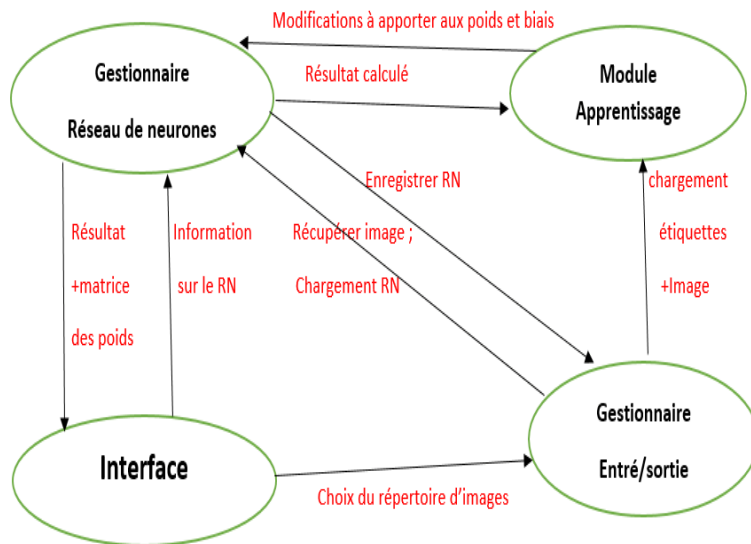 Modifications à apporter aux poids et biais
Gestionnaire
Réseau de neurones
Résultat calculé
Module
Apprentissage
Enregistrer RN
chargement
étiquettes
+Image
Résultat
+matrice
des poids
Information
sur le RN
Récupérer image ;
Chargement RN
Gestionnaire
Entré/sortie
Interface
Choix du répertoire d’images